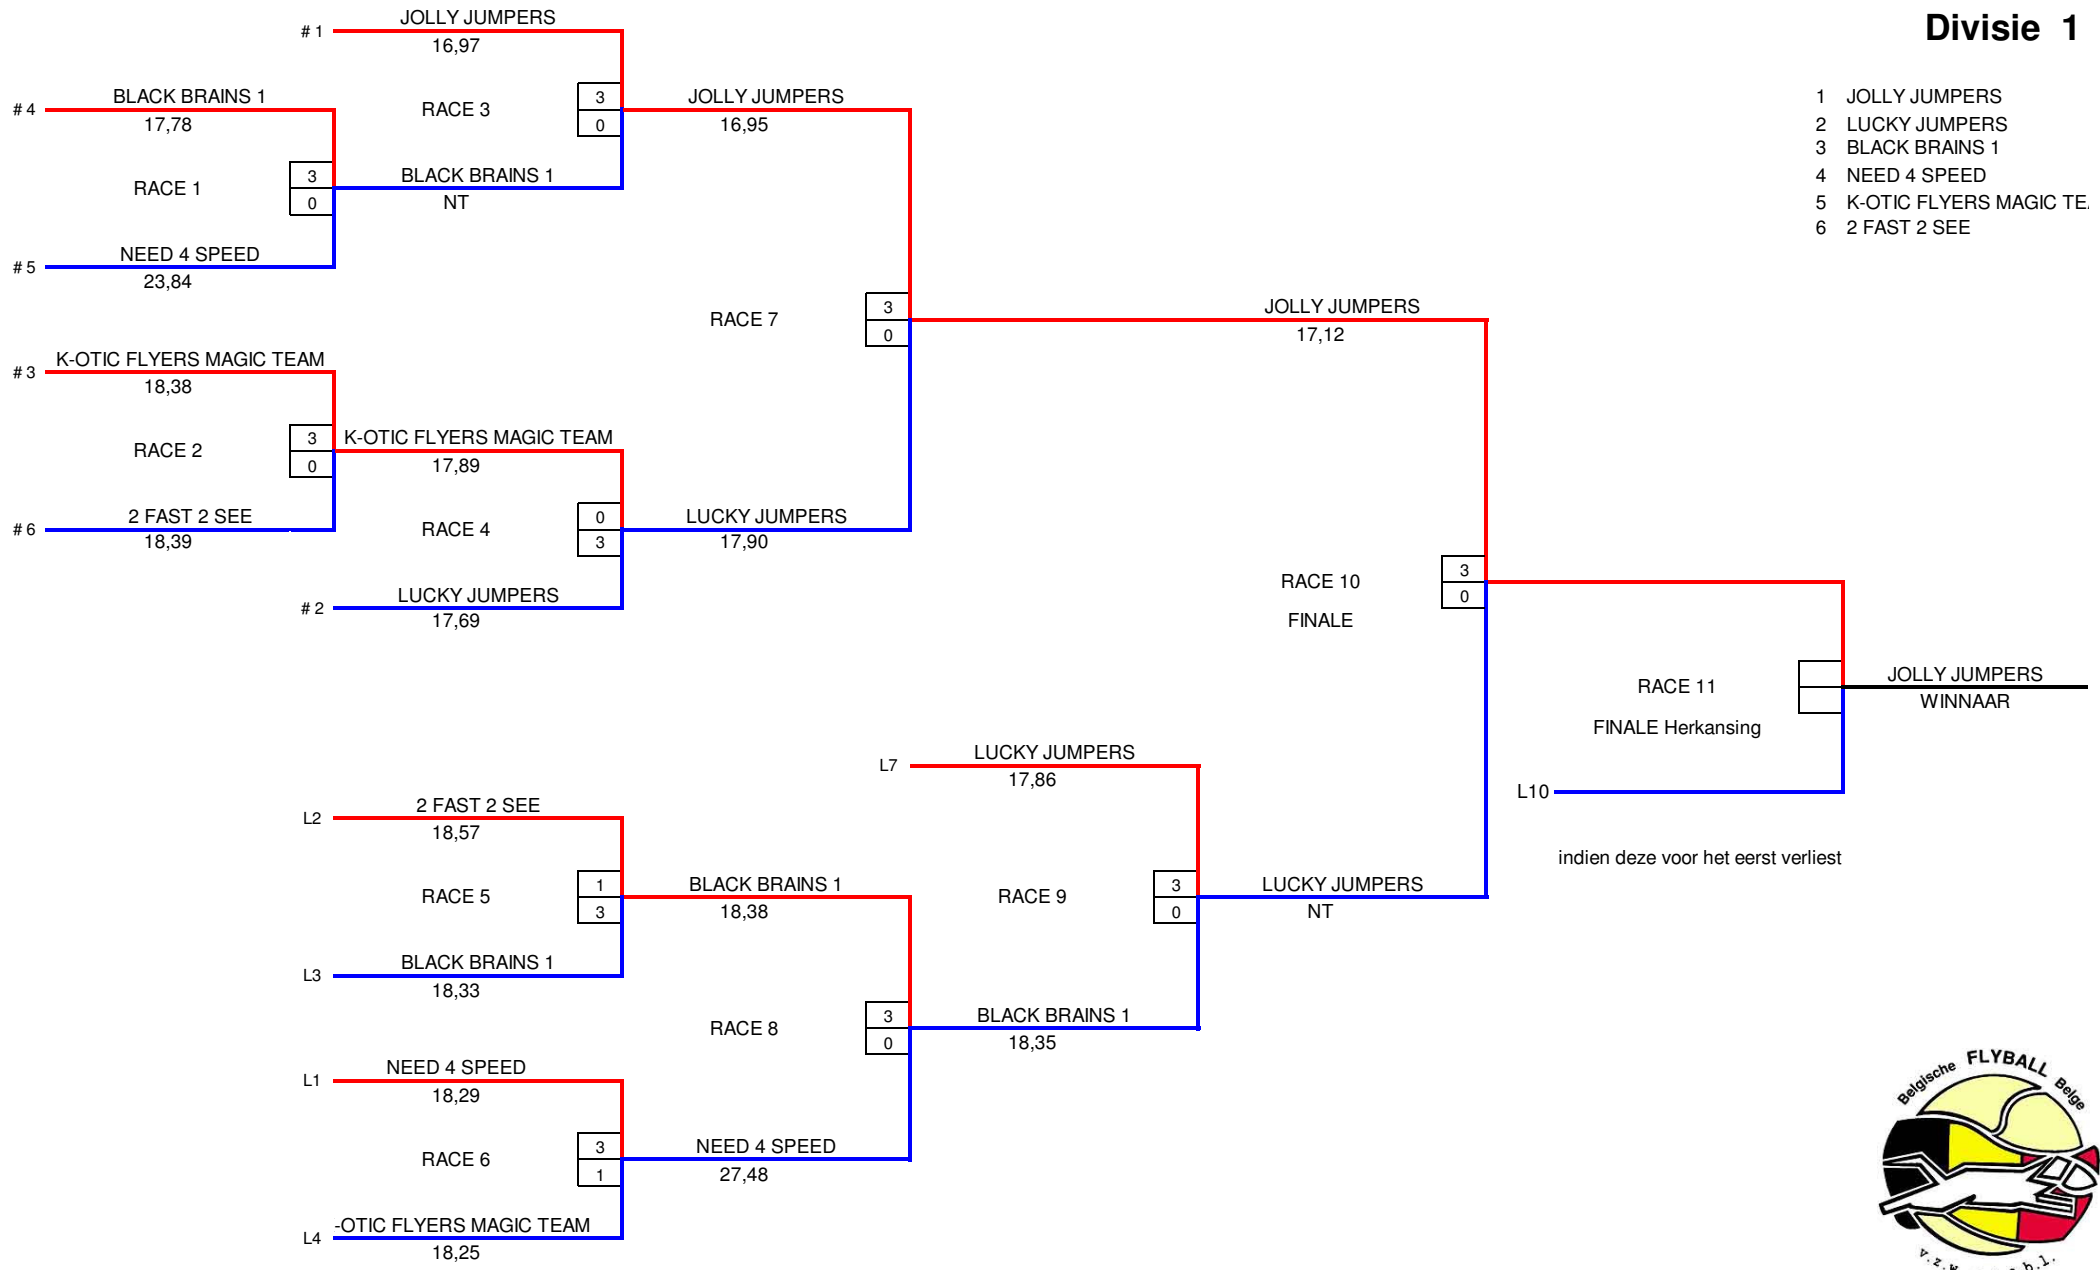 Divisie 1
1 JOLLY JUMPERS
2 LUCKY JUMPERS
3 BLACK BRAINS 1
4 NEED 4 SPEED
5 K-OTIC FLYERS MAGIC TE
6 2 FAST 2 SEE
# 1 JOLLY JUMPERS
16,97
# 4 BLACK BRAINS 1
17,78
RACE 1
3
0
# 5 NEED 4 SPEED
23,84
RACE 3
3
0
BLACK BRAINS 1
NT
JOLLY JUMPERS
16,95
# 3 K-OTIC FLYERS MAGIC TEAM
18,38
RACE 2
3
0
# 6 2 FAST 2 SEE
18,39
K-OTIC FLYERS MAGIC TEAM
17,89
RACE 4
0
3
# 2 LUCKY JUMPERS
17,69
LUCKY JUMPERS
17,90
RACE 7
3
0
JOLLY JUMPERS
17,12
RACE 10
FINALE
3
0
RACE 11
FINALE Herkansing
JOLLY JUMPERS
WINNAAR
L10
indien deze voor het eerst verliest
L7 LUCKY JUMPERS
17,86
RACE 9
3
0
LUCKY JUMPERS
NT
L2 2 FAST 2 SEE
18,57
RACE 5
1
3
L3 BLACK BRAINS 1
18,33
BLACK BRAINS 1
18,38
RACE 8
3
0
BLACK BRAINS 1
18,35
L1 NEED 4 SPEED
18,29
RACE 6
3
1
NEED 4 SPEED
27,48
L4 -OTIC FLYERS MAGIC TEAM
18,25
Belgische FLYBALL Belge
v.z.w.